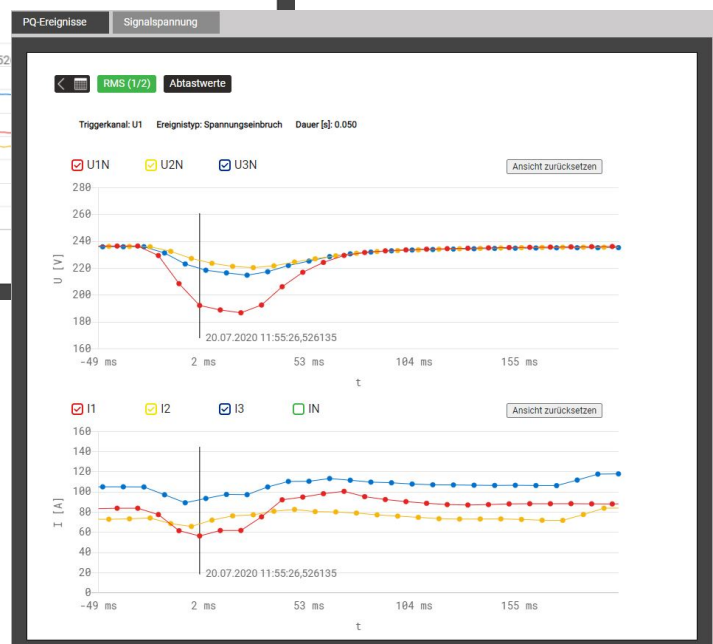 PQ-Ereignisse Signalspannung
RMS (1/2) Abtastwerte
Triggerkanal: U1 Ereignistyp: Spannungseinbruch Dauer [s]: 0.050
U1N U2N U3N Ansicht zurücksetzen
280
260
240
220
200
180
160
U [V]
20.07.2020 11:55:26,526135
-49 ms 2 ms 53 ms 104 ms 155 ms
t
I1 I2 I3 IN Ansicht zurücksetzen
160
140
120
100
80
60
40
20
0
I [A]
20.07.2020 11:55:26,526135
-49 ms 2 ms 53 ms 104 ms 155 ms
t